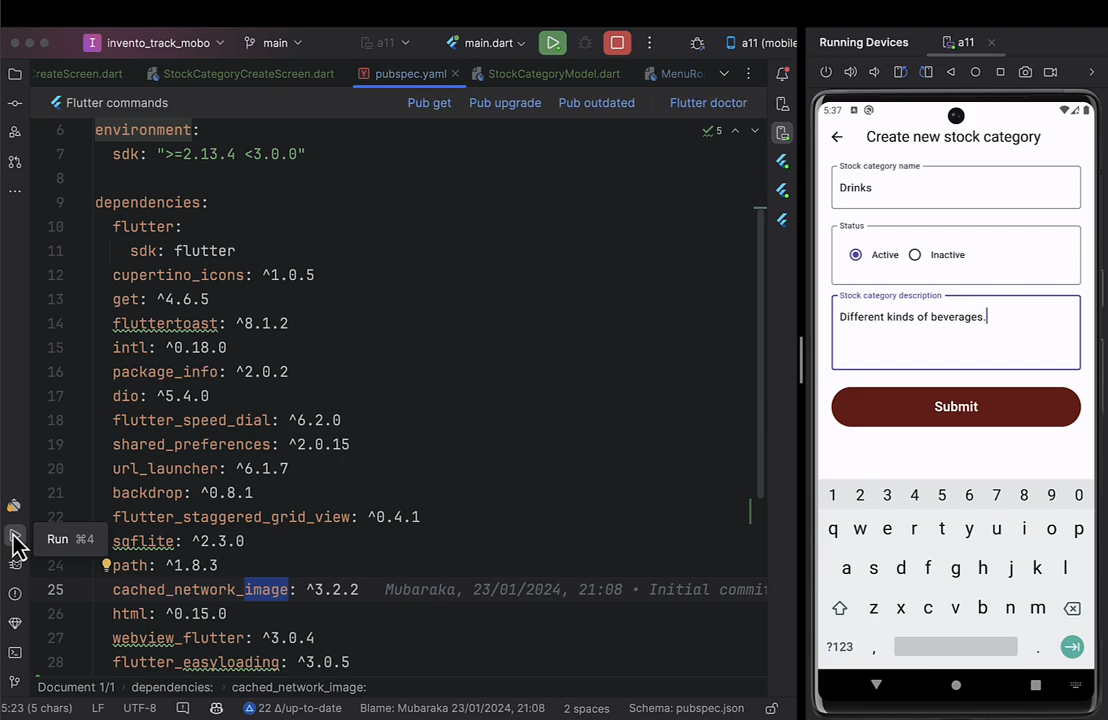 I invento_track_mobo main a11 main.dart a11 (mobile
CreateScreen.dart StockCategoryCreateScreen.dart pubspec.yaml StockCategoryModel.dart MenuRo
Flutter commands Pub get Pub upgrade Pub outdated Flutter doctor
6 environment: 5
7 sdk: ">=2.13.4 <3.0.0"
8
9 dependencies:
10 flutter:
11 sdk: flutter
12 cupertino_icons: ^1.0.5
13 get: ^4.6.5
14 fluttertoast: ^8.1.2
15 intl: ^0.18.0
16 package_info: ^2.0.2
17 dio: ^5.4.0
18 flutter_speed_dial: ^6.2.0
19 shared_preferences: ^2.0.15
20 url_launcher: ^6.1.7
21 backdrop: ^0.8.1
22 flutter_staggered_grid_view: ^0.4.1
sqflite: ^2.3.0
Run ⌘4
24 path: ^1.8.3
25 cached_network_image: ^3.2.2 Mubaraka, 23/01/2024, 21:08 • Initial commit
26 html: ^0.15.0
27 webview_flutter: ^3.0.4
28 flutter_easyloading: ^3.0.5
Document 1/1 dependencies: cached_network_image:
5:23 (5 chars) LF UTF-8 22 Δ/up-to-date Blame: Mubaraka 23/01/2024, 21:08 2 spaces Schema: pubspec.json
Running Devices a11
5:37
Create new stock category
Stock category name
Drinks
Status
Active Inactive
Stock category description
Different kinds of beverages.
Submit
1 2 3 4 5 6 7 8 9 0
q w e r t y u i o p
a s d f g h j k l
z x c v b n m
?123 , .